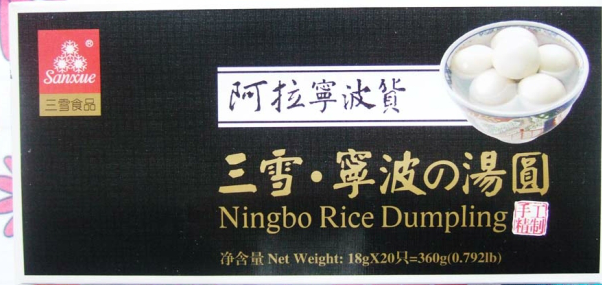 ®
Sanxue
三雪食品
阿拉寧波貨
三雪·寧波の湯圓
Ningbo Rice Dumpling
手工
精制
净含量 Net Weight: 18gX20只=360g(0.792lb)